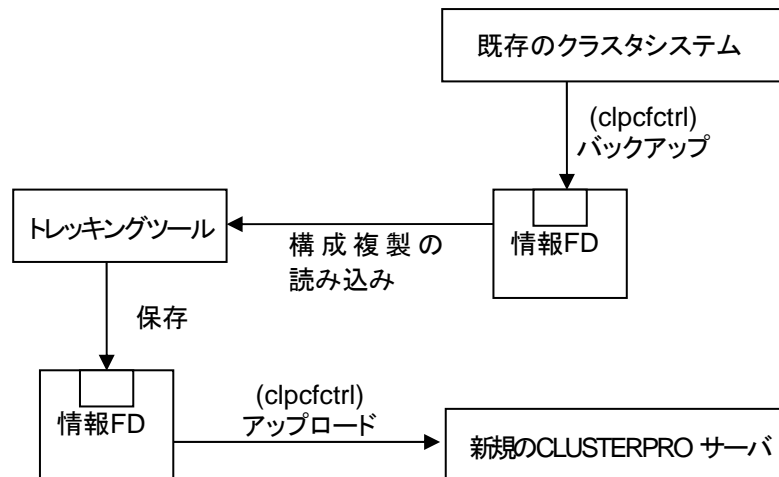 既存のクラスタシステム
(clpcfctrl)
バックアップ
トレッキングツール
構成複製の
読み込み
情報FD
保存
情報FD
(clpcfctrl)
アップロード
新規のCLUSTERPRO サーバ